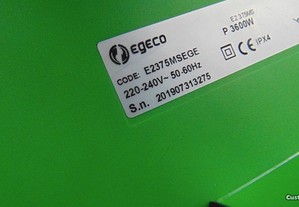 egeco
E2375MS
P 3600W
CODE: E2375MSEGE
220-240V~ 50-60Hz
IPX4
S.n. 201907313275